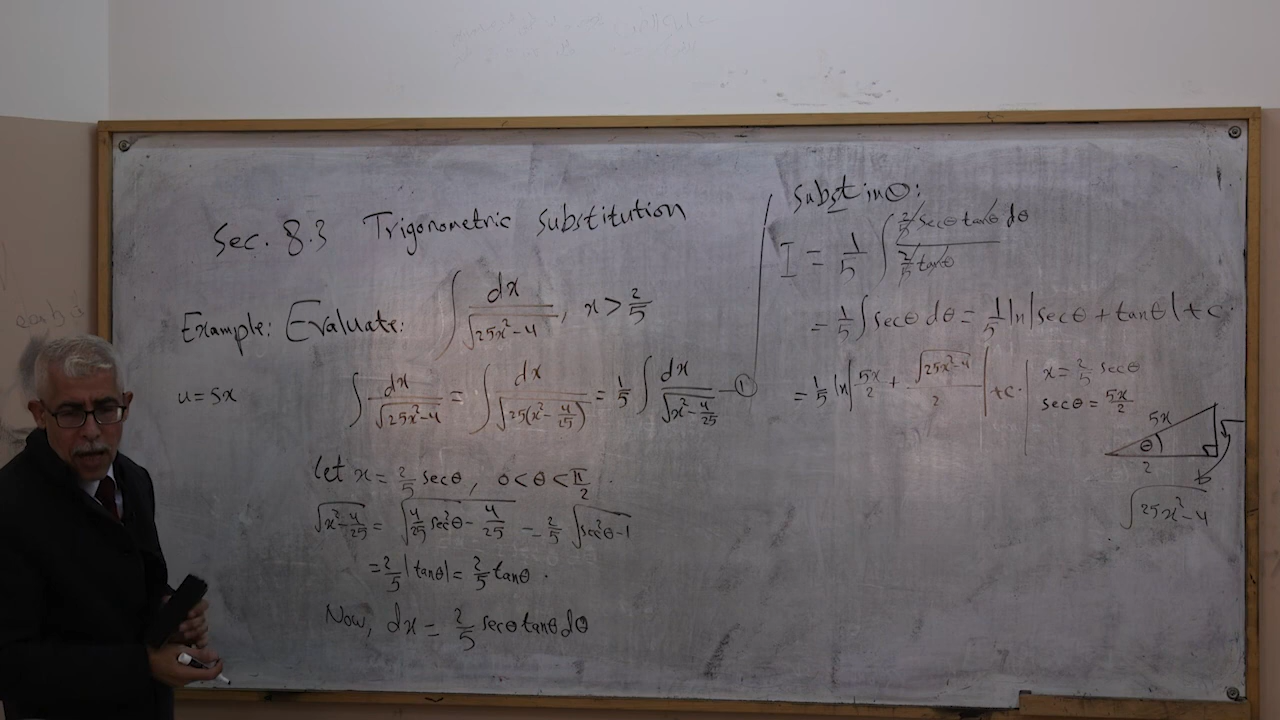 Sec. 8.3 Trigonometric Substitution
Example: Evaluate: ∫ dx/√(25x²-4), x > 2/5
u = 5x
∫ dx/√(25x²-4) = ∫ dx/√(25(x² - 4/25)) = 1/5 ∫ dx/√(x² - 4/25) — ①
let x = 2/5 secθ, 0 < θ < π/2.
√(x² - 4/25) = √(4/25 sec²θ - 4/25) = 2/5 √(sec²θ-1)
= 2/5 |tanθ| = 2/5 tanθ.
Now, dx = 2/5 secθ tanθ dθ
Subst in ①:
I = 1/5 ∫ (2/5 secθ tanθ dθ)/(2/5 tanθ)
= 1/5 ∫ secθ dθ = 1/5 ln|secθ + tanθ| + c.
= 1/5 ln|5x/2 + √(25x²-4)/2| + c.
x = 2/5 secθ
secθ = 5x/2
5x
θ
2
√(25x²-4)